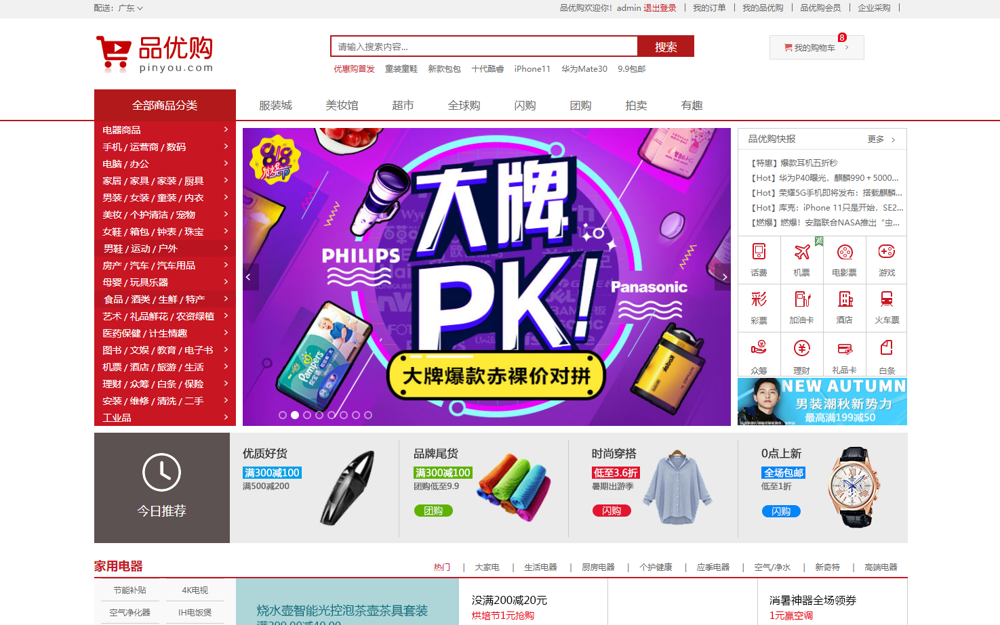 配送：广东
品优购欢迎你！admin 退出登录 | 我的订单 | 我的品优购 | 品优购会员 | 企业采购 |
品优购
pinyou.com
请输入搜索内容...
搜索
8
我的购物车
优惠购首发 童装童鞋 新款包包 十代酷睿 iPhone11 华为Mate30 9.9包邮
全部商品分类
服装城 美妆馆 超市 全球购 闪购 团购 拍卖 有趣
电器商品
手机 / 运营商 / 数码
电脑 / 办公
家居 / 家具 / 家装 / 厨具
男装 / 女装 / 童装 / 内衣
美妆 / 个护清洁 / 宠物
女鞋 / 箱包 / 钟表 / 珠宝
男鞋 / 运动 / 户外
房产 / 汽车 / 汽车用品
母婴 / 玩具乐器
食品 / 酒类 / 生鲜 / 特产
艺术 / 礼品鲜花 / 农资绿植
医药保健 / 计生情趣
图书 / 文娱 / 教育 / 电子书
机票 / 酒店 / 旅游 / 生活
理财 / 众筹 / 白条 / 保险
安装 / 维修 / 清洗 / 二手
工业品
8.8
发烧节
大牌
PK!
PHILIPS
Panasonic
Pampers
Kodak
大牌爆款赤裸价对拼
品优购快报
更多
【特惠】爆款耳机五折秒
【Hot】华为P40曝光，麒麟990＋5000...
【Hot】荣耀5G手机即将发布：搭载麒麟...
【Hot】库克：iPhone 11只是开始，SE2...
【燃爆】燃爆！安踏联合NASA推出“虫...
减
话费 机票 电影票 游戏
彩
彩票 加油卡 酒店 火车票
众筹 理财 礼品卡 白条
NEW AUTUMN
男装潮秋新势力
最高满199减50
今日推荐
优质好货
满300减100
满500减200
品牌尾货
满300减100
团购低至9.9
团购
时尚穿搭
低至3.6折
暑期出游季
闪购
0点上新
全场包邮
低至1折
闪购
家用电器
热门 | 大家电 | 生活电器 | 厨房电器 | 个护健康 | 应季电器 | 空气/净水 | 新奇特 | 高端电器
节能补贴 4K电视
空气净化器 IH电饭煲
烧水壶智能光控泡茶壶茶具套装
满399.00减40.00
没满200减20元
烘培节1元抢购
消暑神器全场领券
1元赢空调